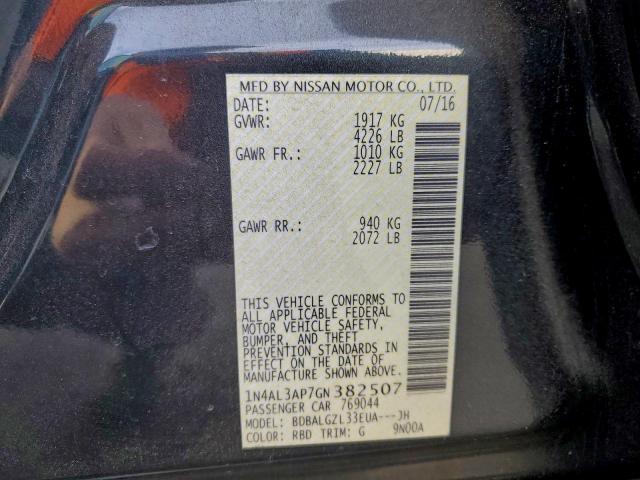 MFD BY NISSAN MOTOR CO., LTD.
DATE: 07/16
GVWR: 1917 KG
4226 LB
GAWR FR.: 1010 KG
2227 LB
GAWR RR.: 940 KG
2072 LB
THIS VEHICLE CONFORMS TO
ALL APPLICABLE FEDERAL
MOTOR VEHICLE SAFETY,
BUMPER, AND THEFT
PREVENTION STANDARDS IN
EFFECT ON THE DATE OF
MANUFACTURE SHOWN ABOVE.
1N4AL3AP7GN 382507
PASSENGER CAR 769044
MODEL: BDBALGZL33EUA---JH
COLOR: RBD TRIM: G 9N00A